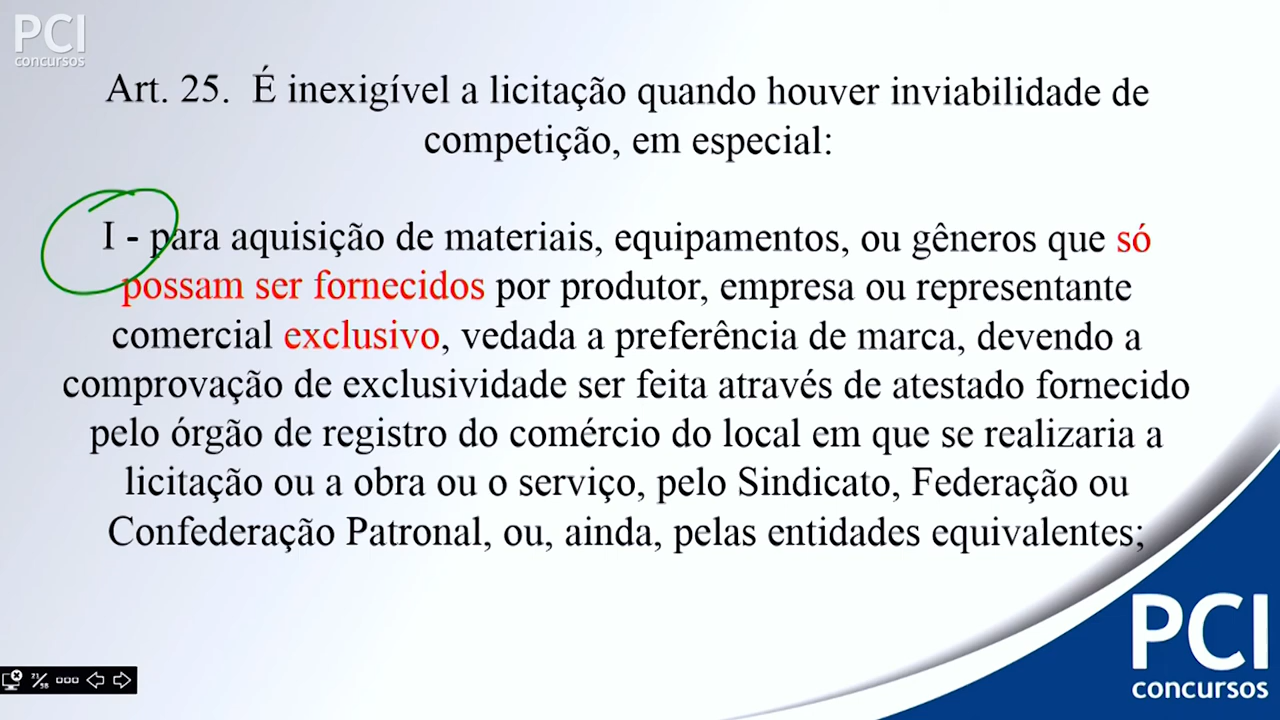 PCI
concursos
Art. 25.  É inexigível a licitação quando houver inviabilidade de
competição, em especial:
I - para aquisição de materiais, equipamentos, ou gêneros que só
possam ser fornecidos por produtor, empresa ou representante
comercial exclusivo, vedada a preferência de marca, devendo a
comprovação de exclusividade ser feita através de atestado fornecido
pelo órgão de registro do comércio do local em que se realizaria a
licitação ou a obra ou o serviço, pelo Sindicato, Federação ou
Confederação Patronal, ou, ainda, pelas entidades equivalentes;
PCI
concursos